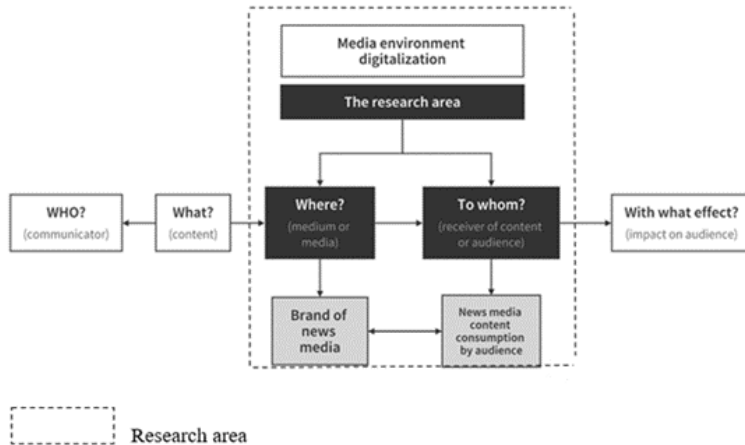 Media environment
digitalization
The research area
WHO?
(communicator)
What?
(content)
Where?
(medium or
media)
To whom?
(receiver of content
or audience)
With what effect?
(impact on audience)
Brand of
news
media
News media
content
consumption
by audience
Research area